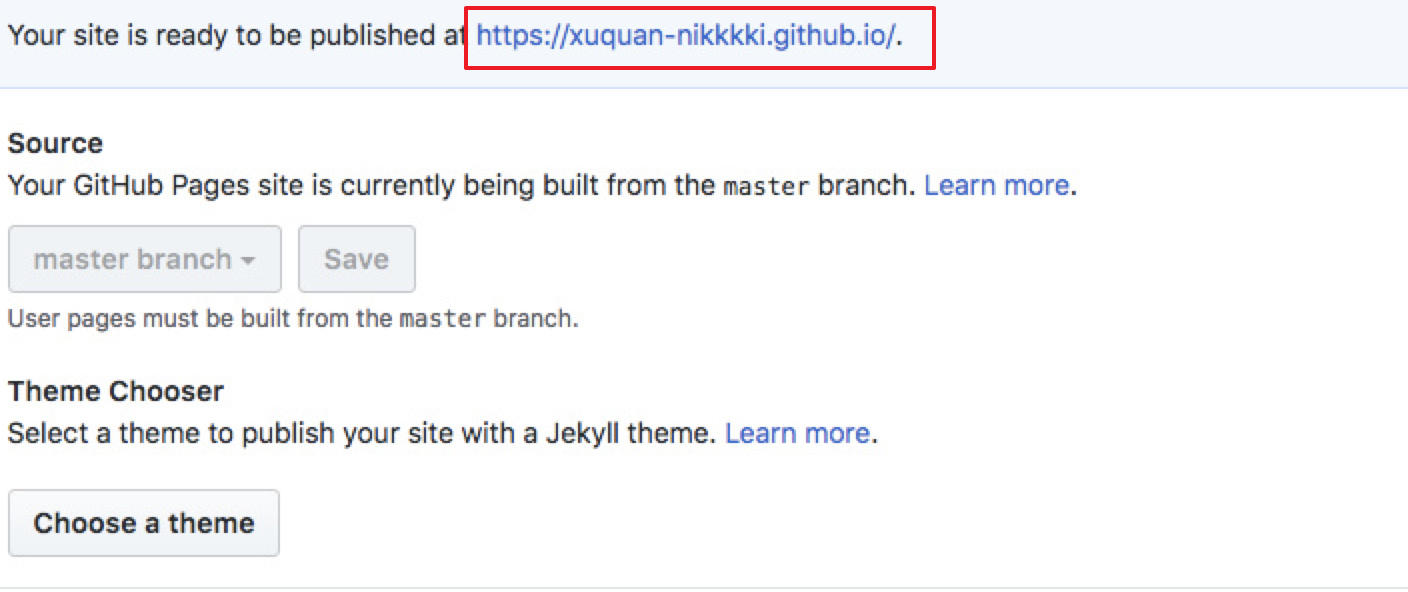 Your site is ready to be published at https://xuquan-nikkkki.github.io/.
Source
Your GitHub Pages site is currently being built from the master branch. Learn more.
master branch Save
User pages must be built from the master branch.
Theme Chooser
Select a theme to publish your site with a Jekyll theme. Learn more.
Choose a theme